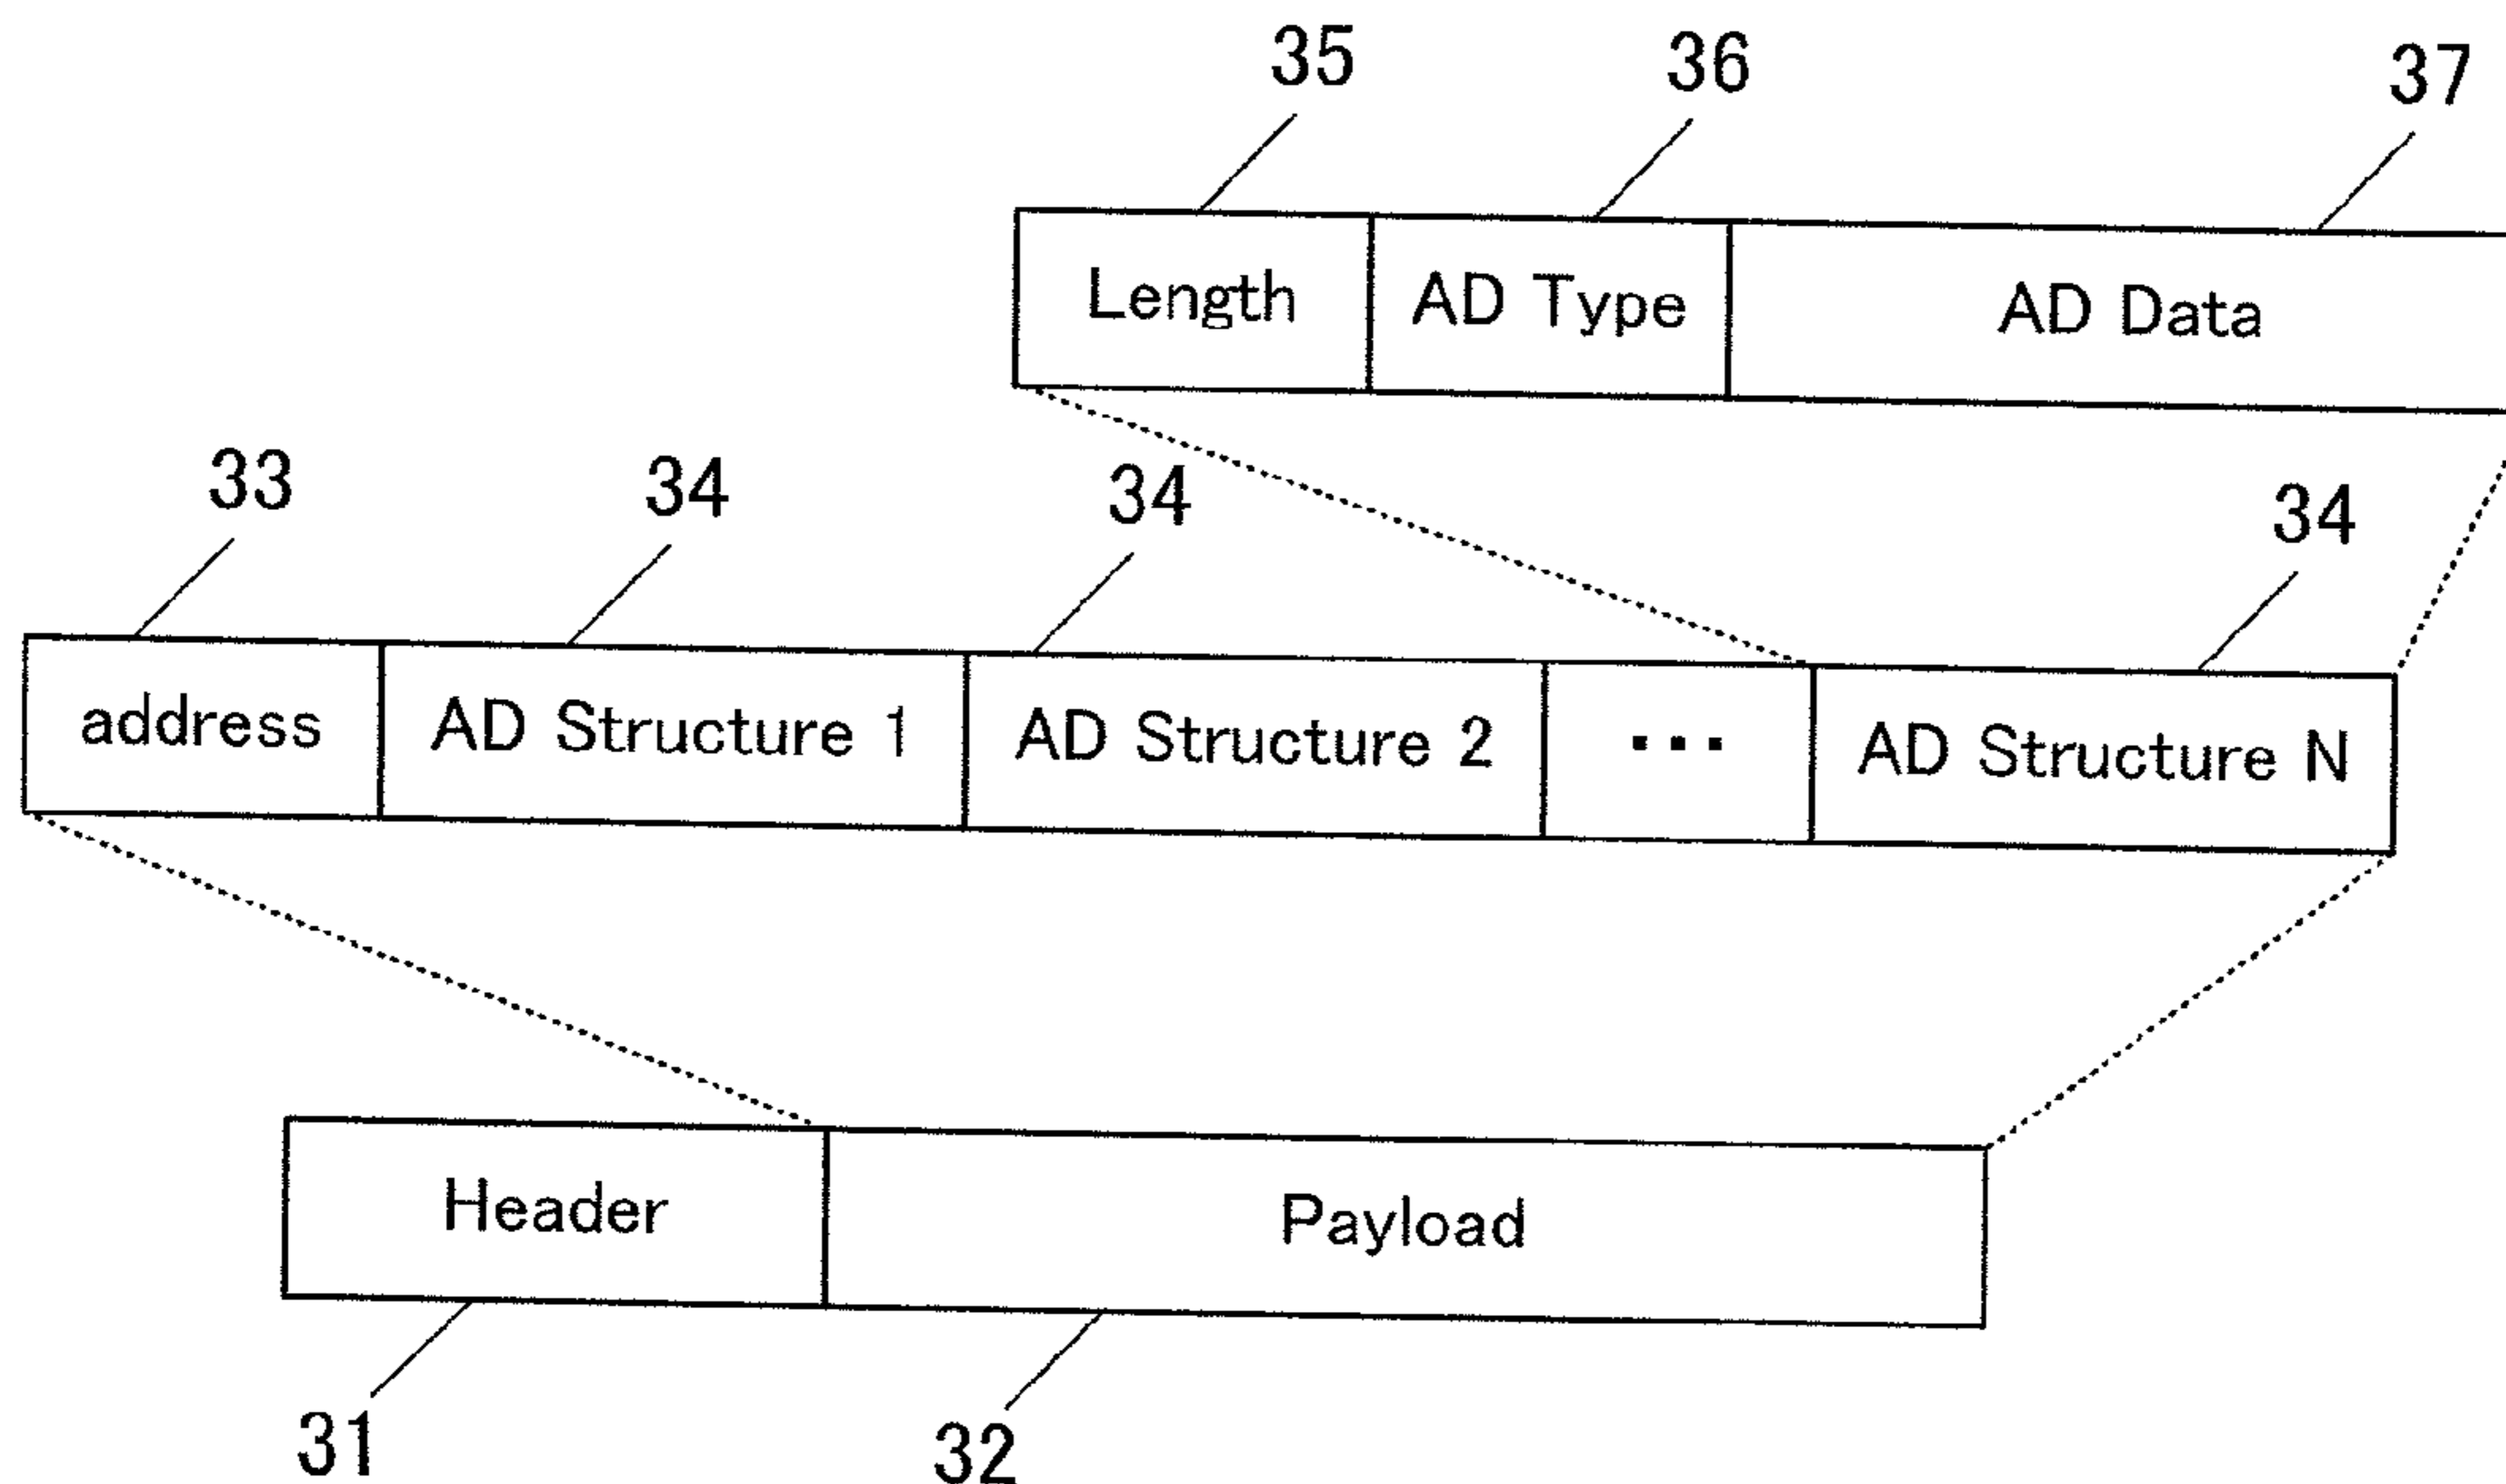 35 36 37
Length AD Type AD Data
33 34 34 34
address AD Structure 1 AD Structure 2 ··· AD Structure N
Header Payload
31 32